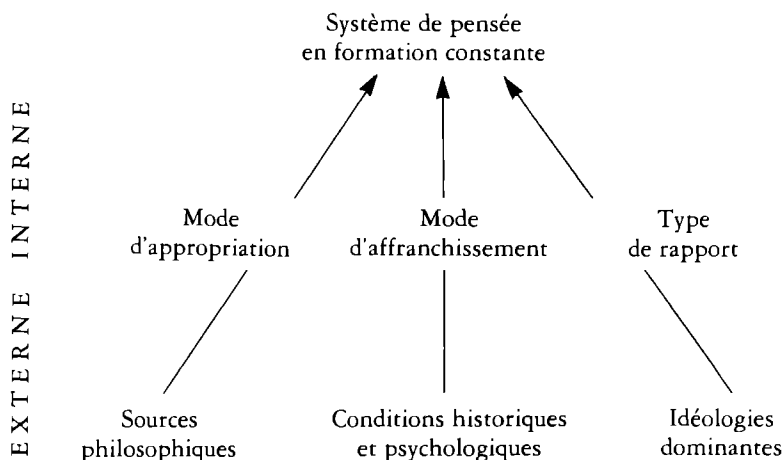 Système de pensée
en formation constante
EXTERNE INTERNE
Mode
d'appropriation
Mode
d'affranchissement
Type
de rapport
Sources
philosophiques
Conditions historiques
et psychologiques
Idéologies
dominantes